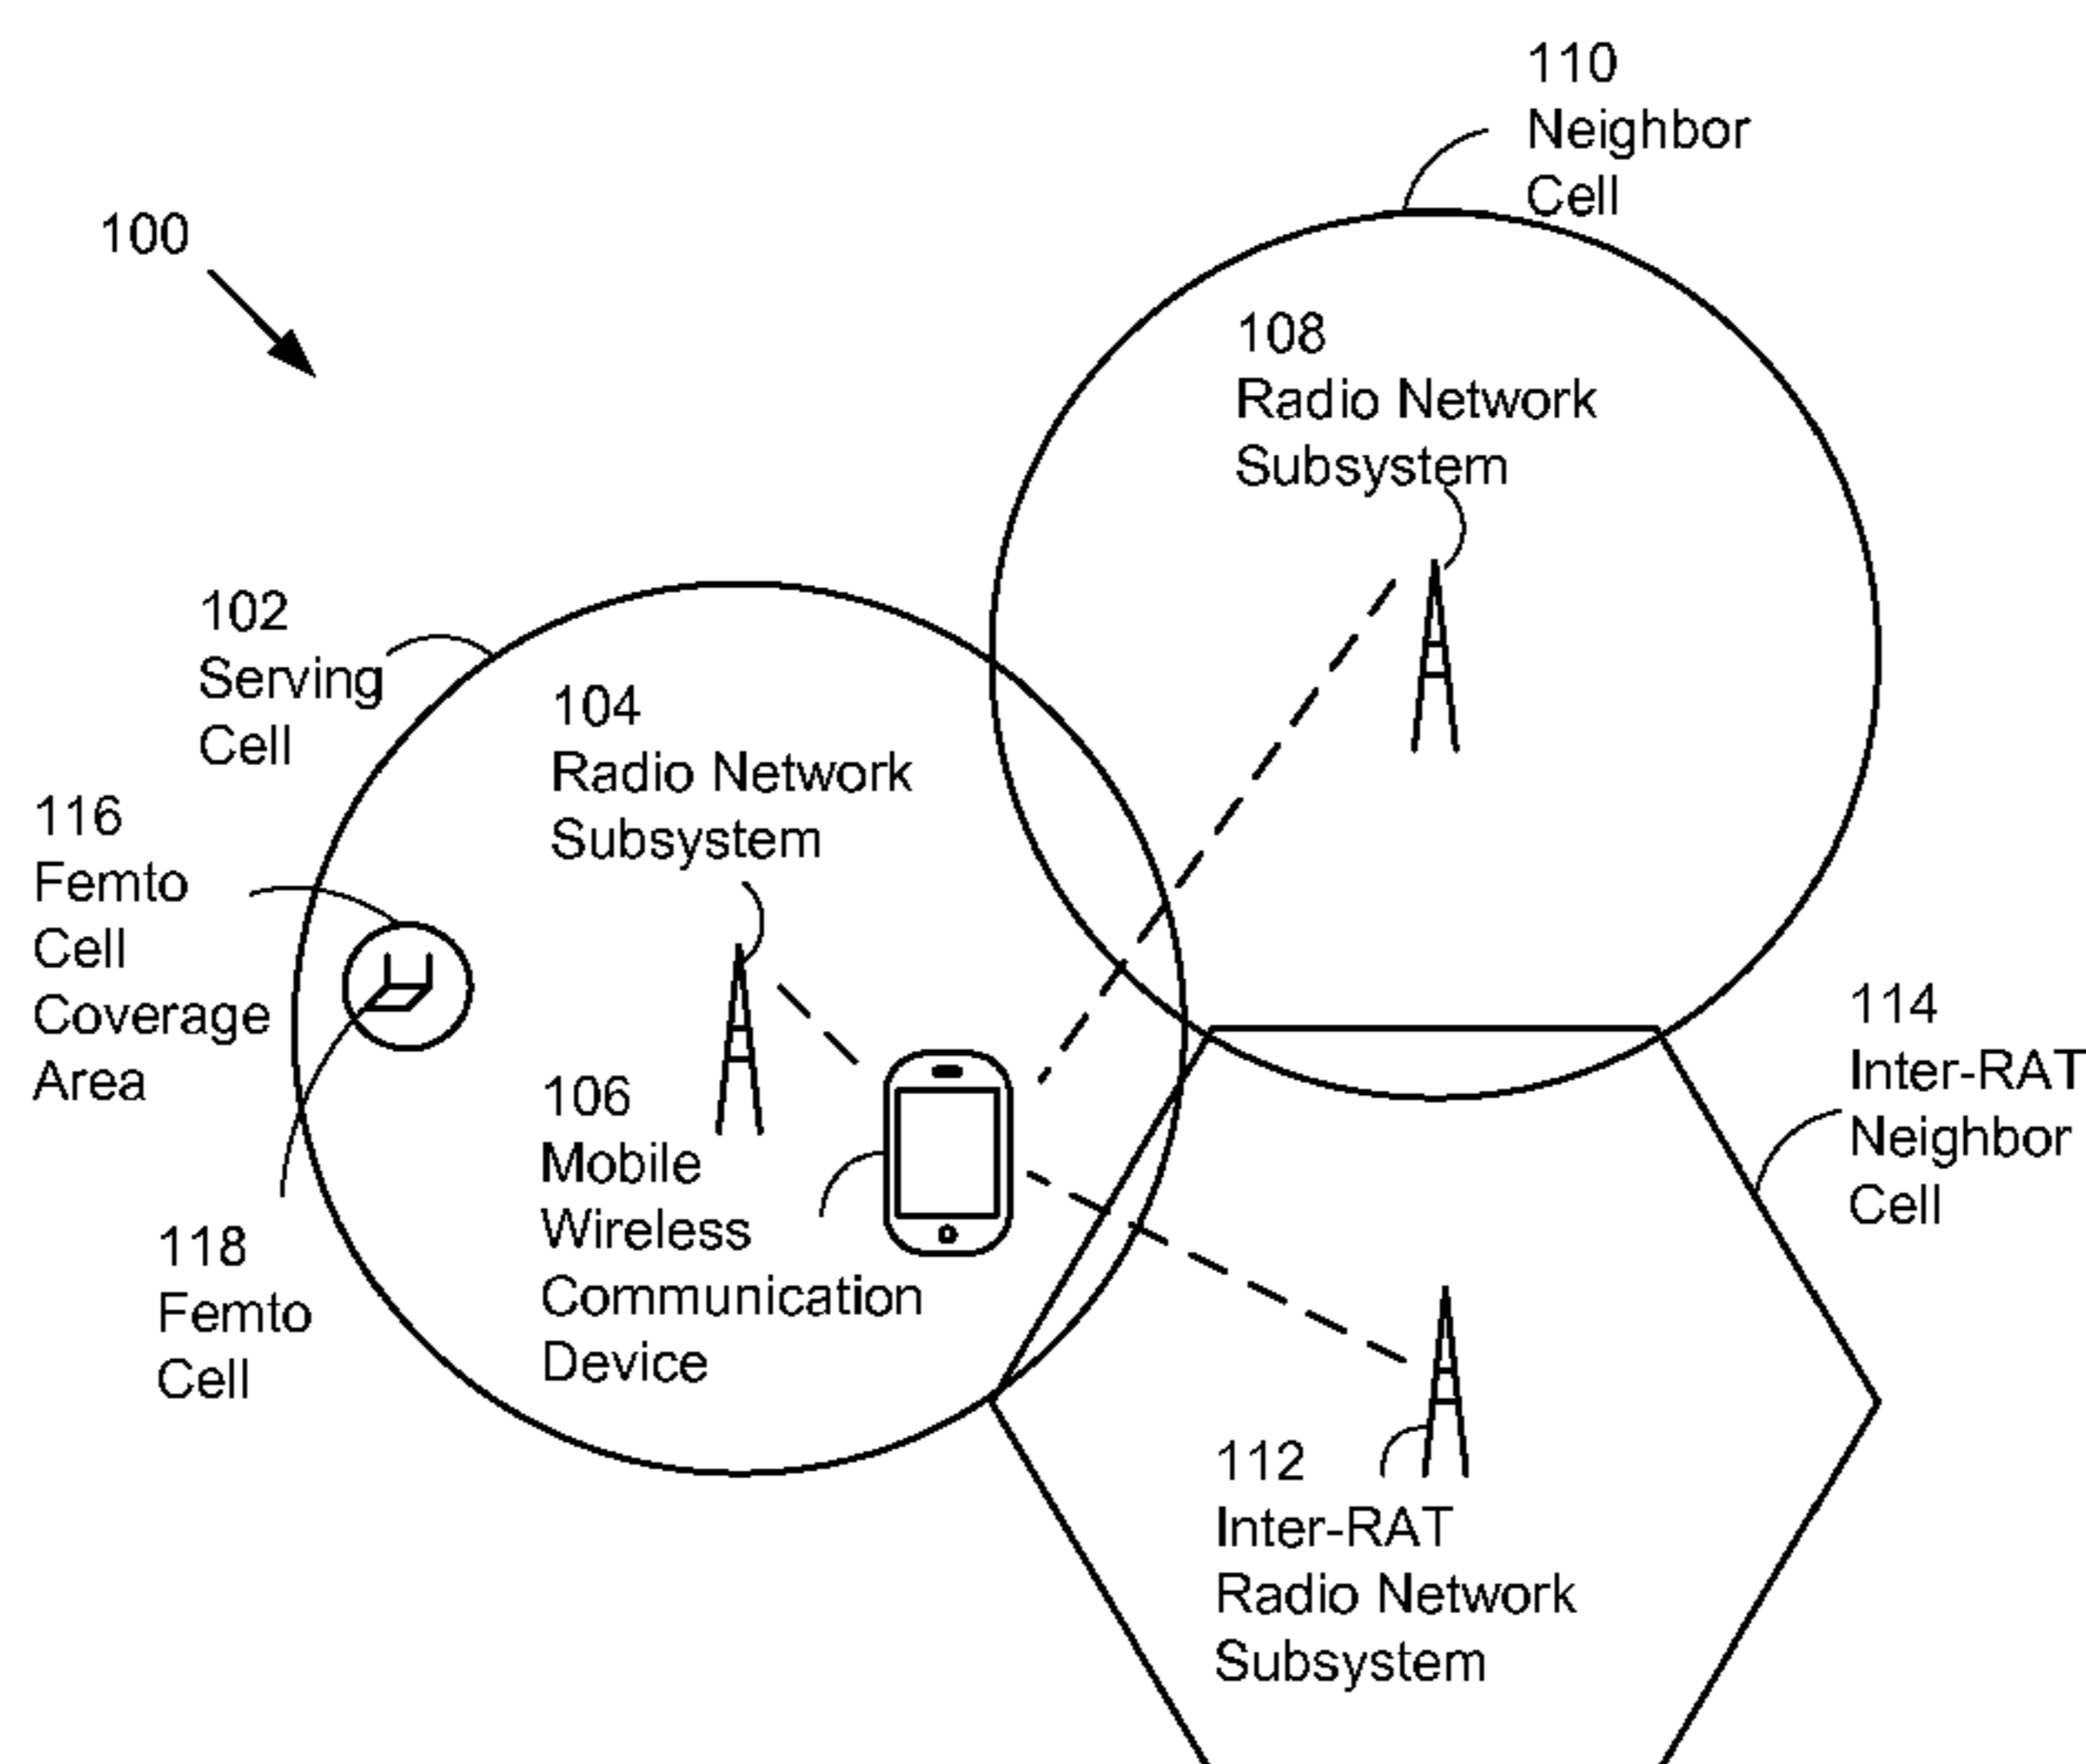 110
Neighbor
Cell
100
108
Radio Network
Subsystem
102
Serving
Cell
104
Radio Network
Subsystem
116
Femto
Cell
Coverage
Area
114
Inter-RAT
Neighbor
Cell
106
Mobile
Wireless
Communication
Device
118
Femto
Cell
112
Inter-RAT
Radio Network
Subsystem